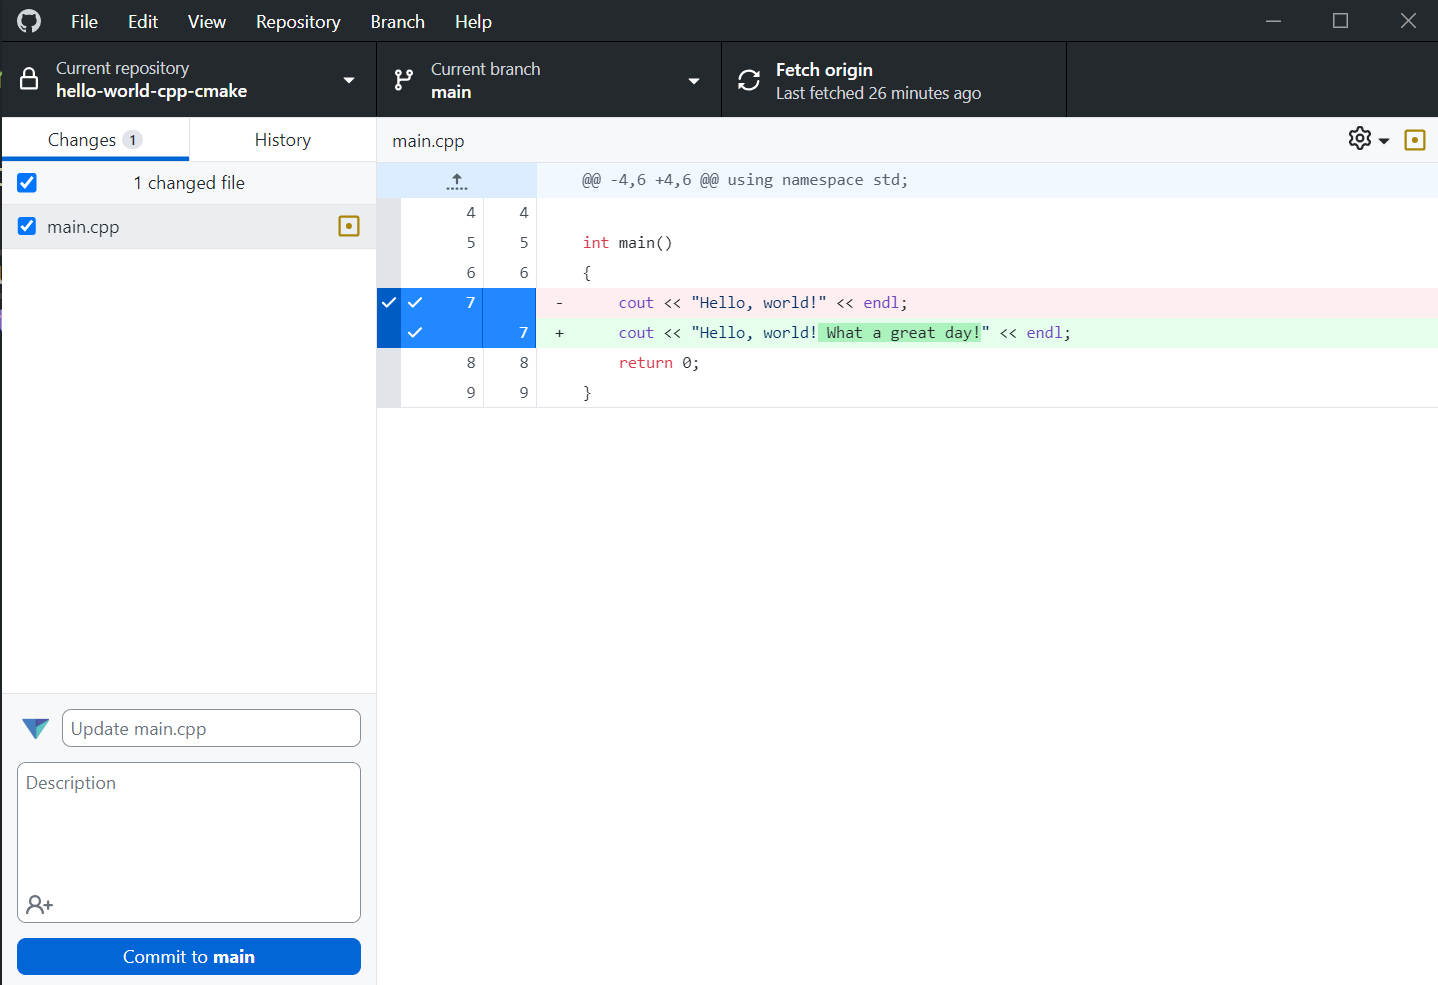 File Edit View Repository Branch Help
Current repository
hello-world-cpp-cmake
Current branch
main
Fetch origin
Last fetched 26 minutes ago
Changes 1
History
1 changed file
main.cpp
Update main.cpp
Description
Commit to main
main.cpp
@@ -4,6 +4,6 @@ using namespace std;
4 4
5 5 int main()
6 6 {
7 - cout << "Hello, world!" << endl;
7 + cout << "Hello, world! What a great day!" << endl;
8 8 return 0;
9 9 }